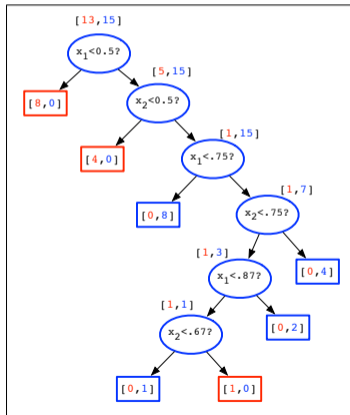 [13,15]
x1<0.5?
[8,0]
[5,15]
x2<0.5?
[4,0]
[1,15]
x1<.75?
[0,8]
[1,7]
x2<.75?
[1,3]
[0,4]
x1<.87?
[1,1]
[0,2]
x2<.67?
[0,1]
[1,0]